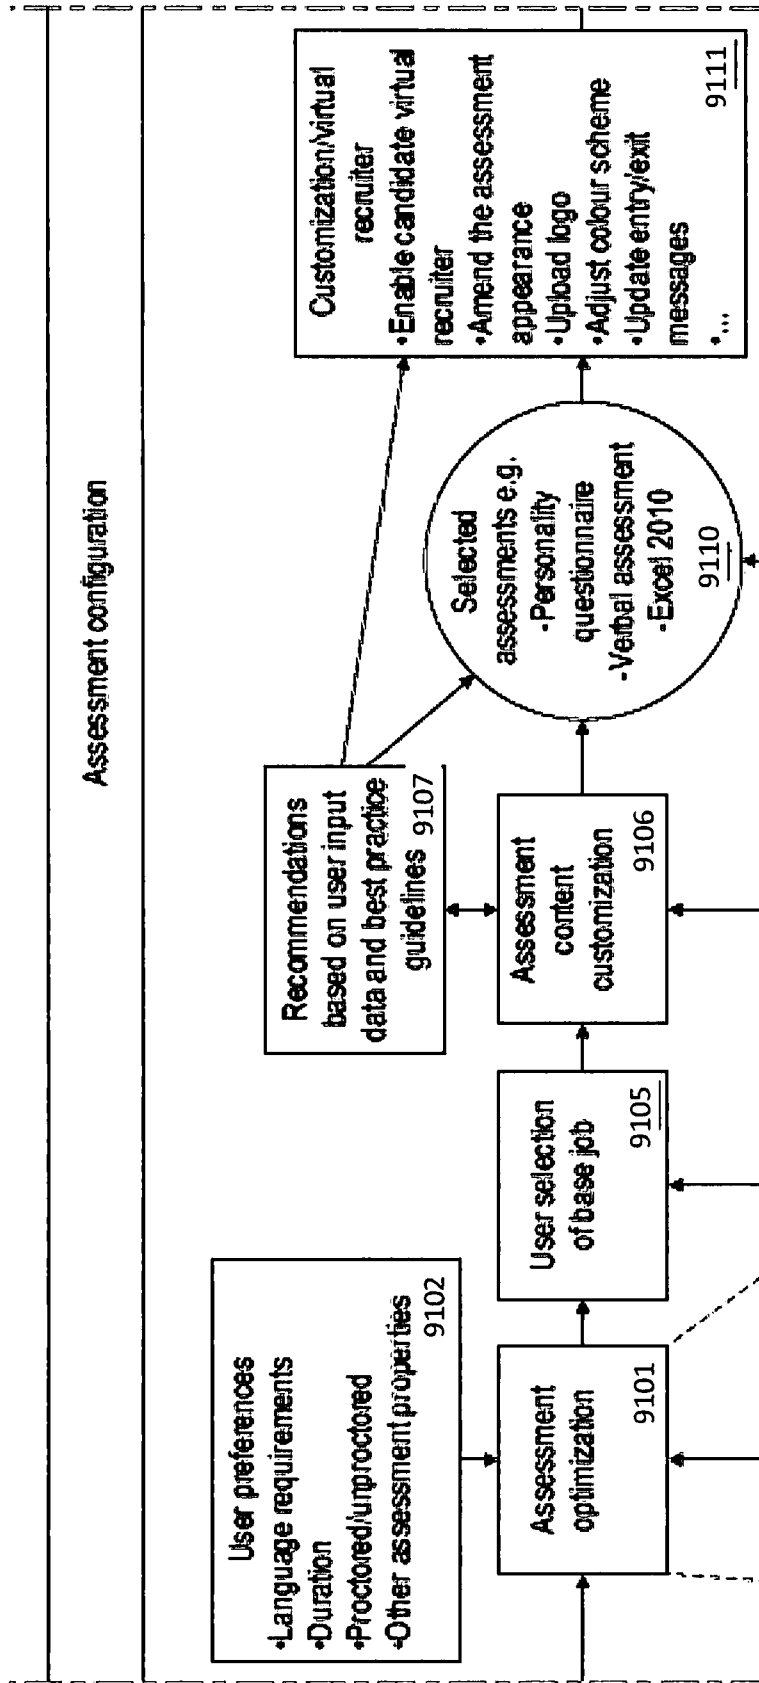 Assessment configuration
User preferences
•Language requirements
•Duration
•Proctored/unproctored
•Other assessment properties
9102
Assessment
optimization
9101
User selection
of base job
9105
Recommendations
based on user input
data and best practice
guidelines 9107
Assessment
content
customization
9106
Selected
assessments e.g.
-Personality
questionnaire
-Verbal assessment
-Excel 2010
9110
Customization/virtual
recruiter
•Enable candidate virtual
recruiter
•Amend the assessment
appearance
•Upload logo
•Adjust colour scheme
•Update entry/exit
messages
•...
9111